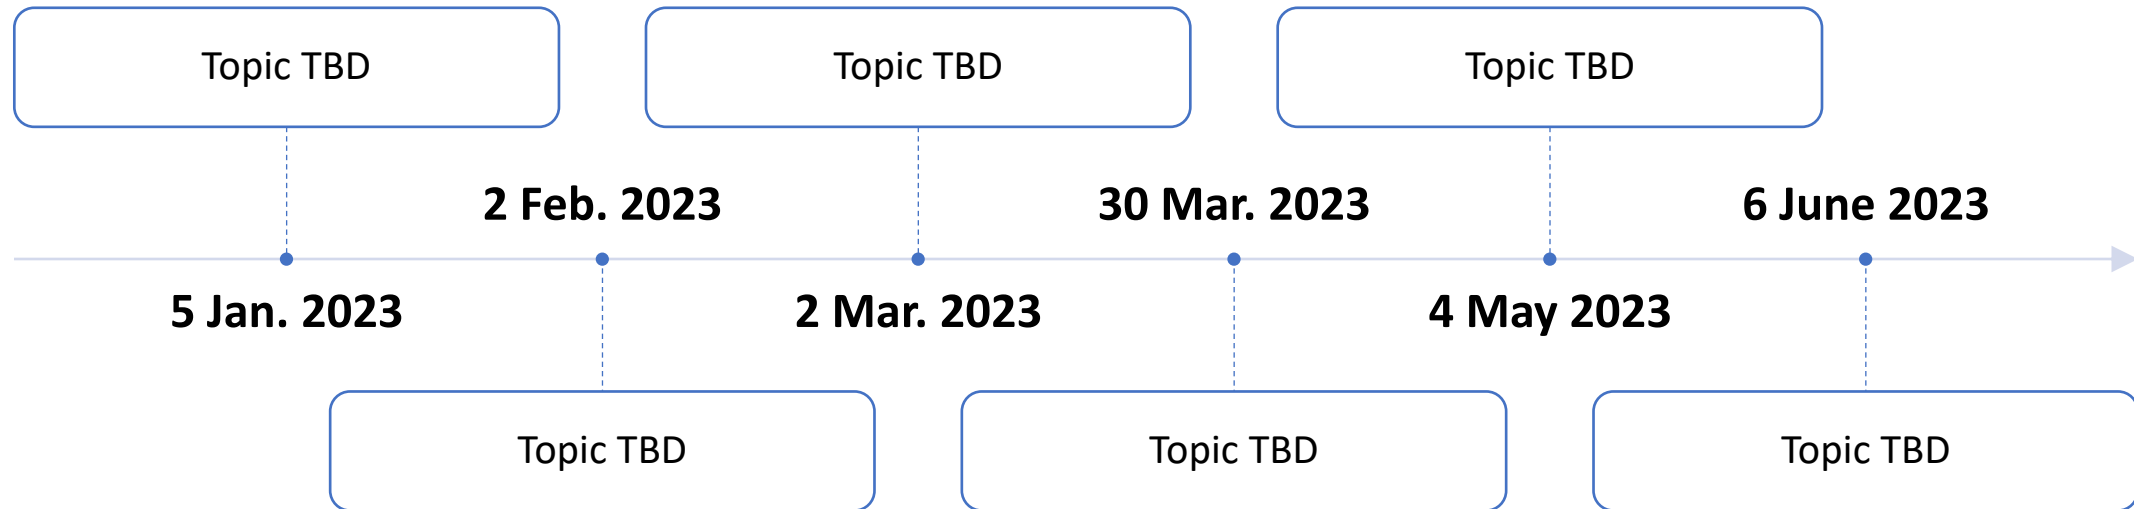 Topic TBD
Topic TBD
Topic TBD
2 Feb. 2023
30 Mar. 2023
6 June 2023
5 Jan. 2023
2 Mar. 2023
4 May 2023
Topic TBD
Topic TBD
Topic TBD